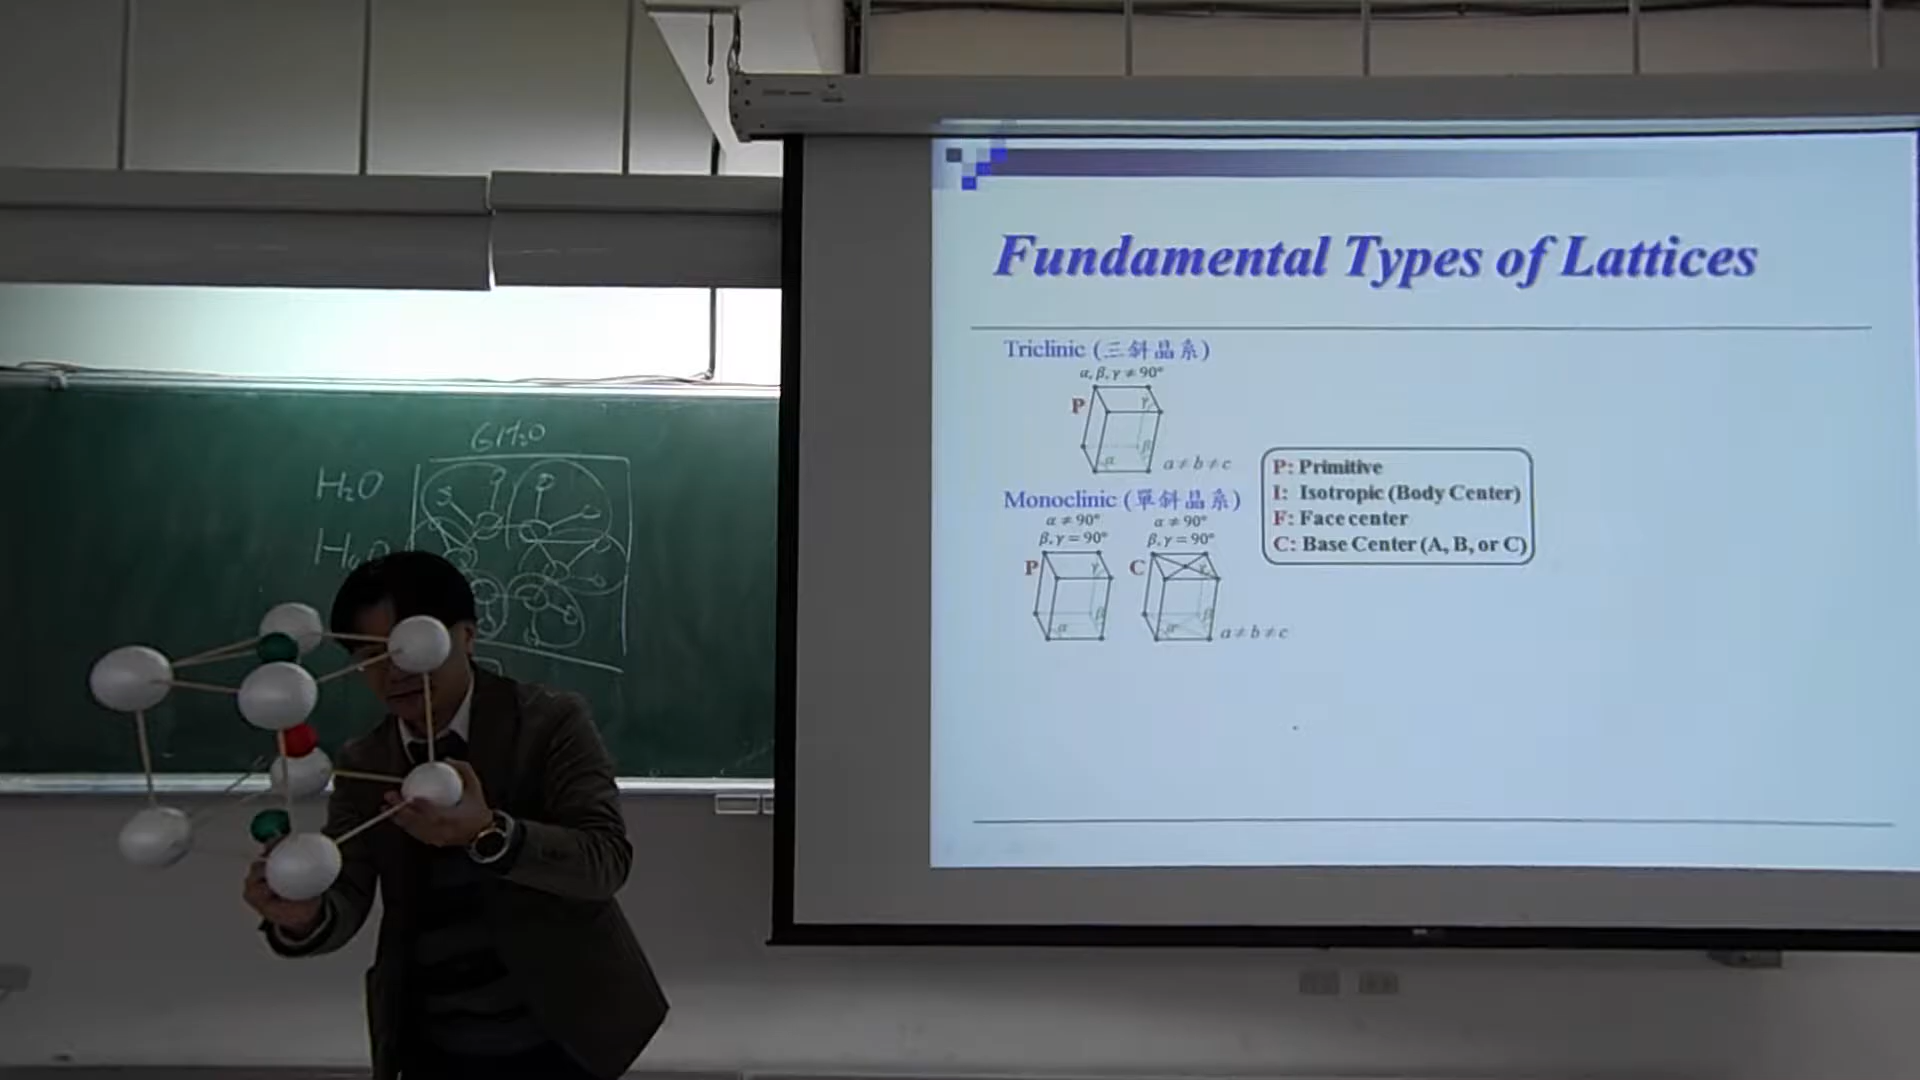 Fundamental Types of Lattices
Triclinic (三斜晶系)
α, β, γ ≠ 90°
P
γ
β
α
a ≠ b ≠ c
Monoclinic (單斜晶系)
α ≠ 90°
β, γ = 90°
α ≠ 90°
β, γ = 90°
P
γ
β
α
C
γ
β
α
a ≠ b ≠ c
P: Primitive
I: Isotropic (Body Center)
F: Face center
C: Base Center (A, B, or C)
6H₂O
H₂O